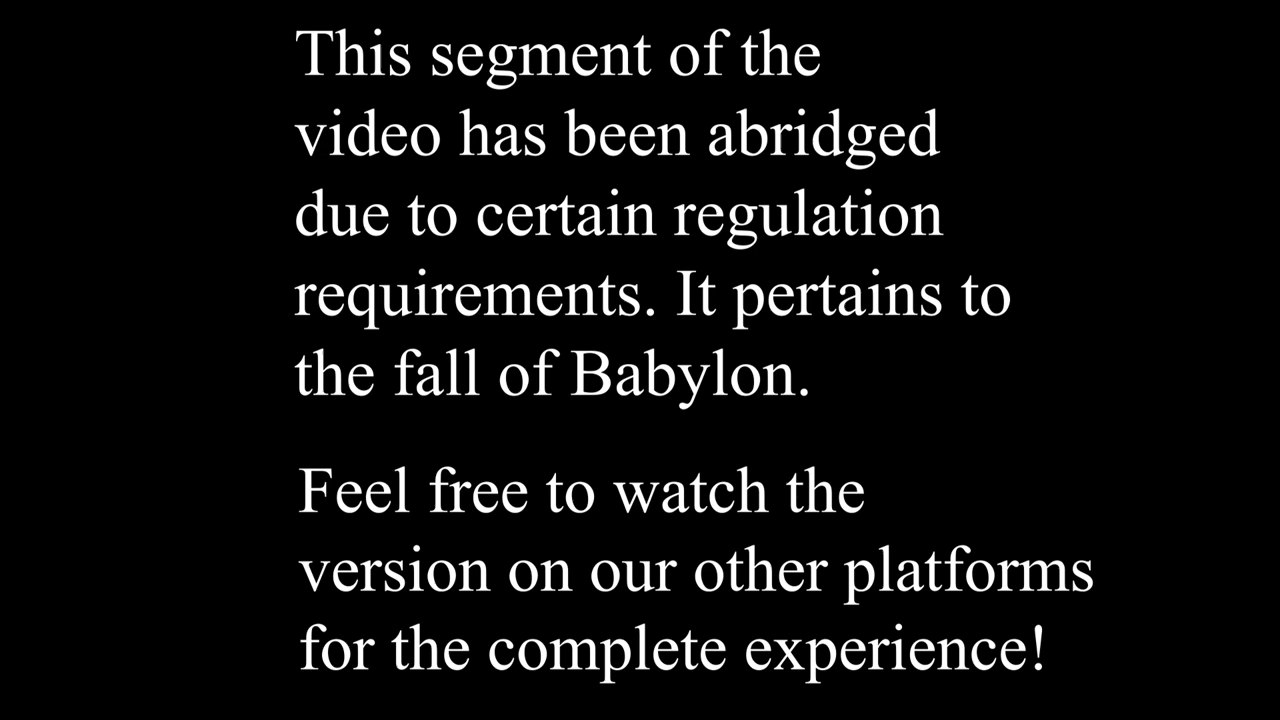 This segment of the
video has been abridged
due to certain regulation
requirements. It pertains to
the fall of Babylon.
Feel free to watch the
version on our other platforms
for the complete experience!